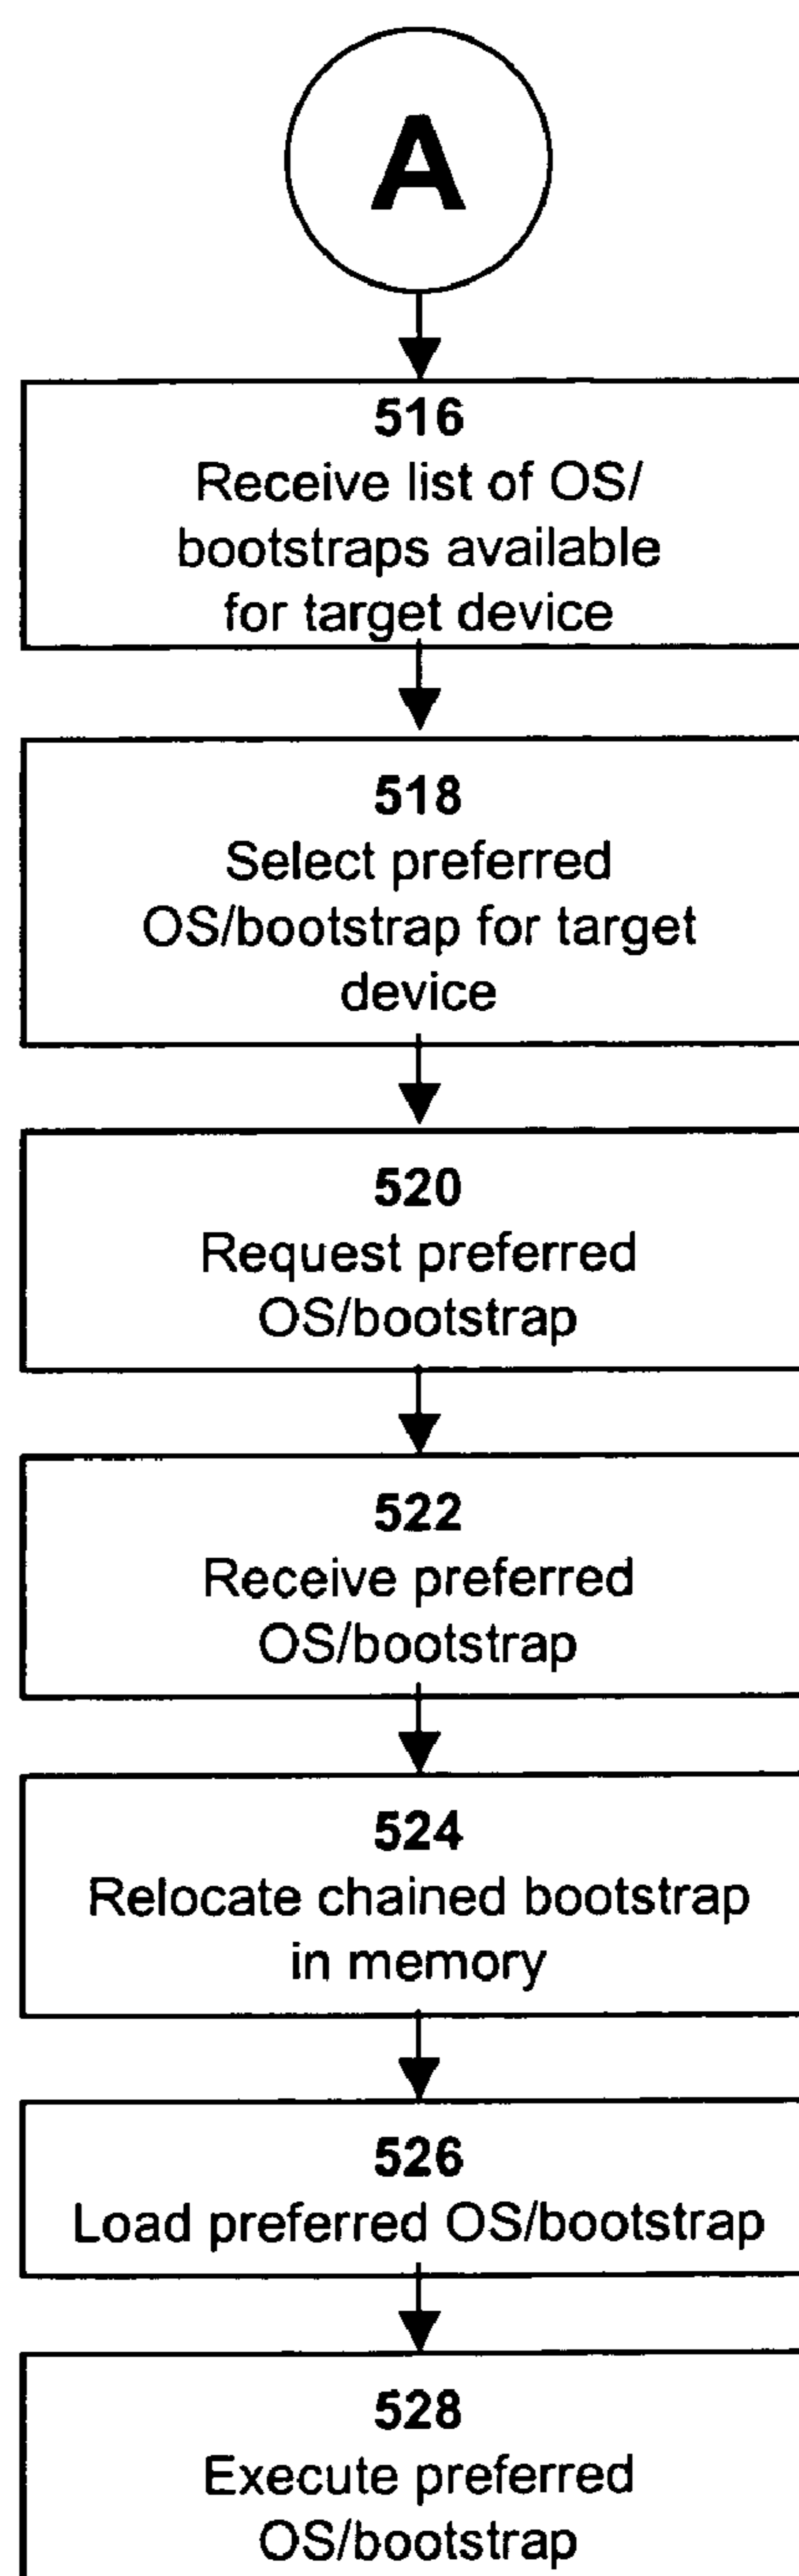 A
516
Receive list of OS/
bootstraps available
for target device
518
Select preferred
OS/bootstrap for target
device
520
Request preferred
OS/bootstrap
522
Receive preferred
OS/bootstrap
524
Relocate chained bootstrap
in memory
526
Load preferred OS/bootstrap
528
Execute preferred
OS/bootstrap